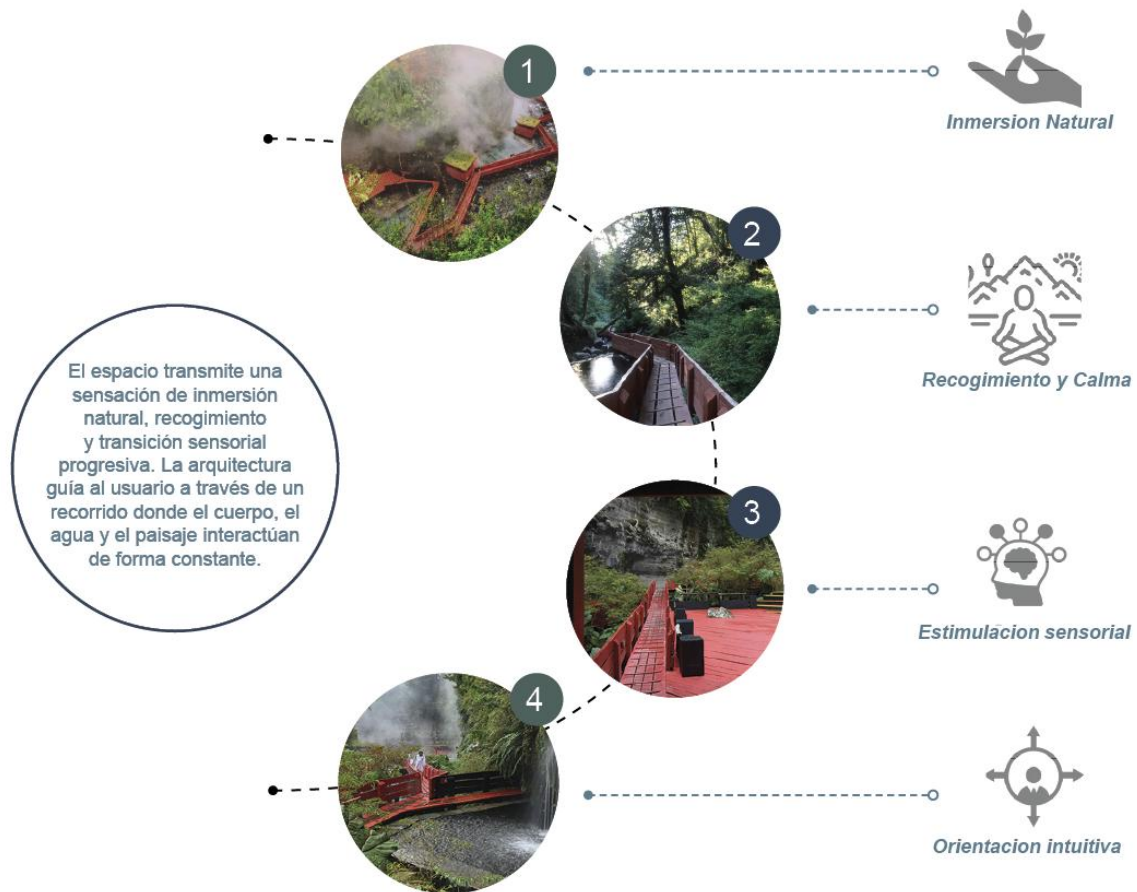 1
Inmersion Natural
2
Recogimiento y Calma
El espacio transmite una
sensación de inmersión
natural, recogimiento
y transición sensorial
progresiva. La arquitectura
guía al usuario a través de un
recorrido donde el cuerpo, el
agua y el paisaje interactúan
de forma constante.
3
Estimulacion sensorial
4
Orientacion intuitiva